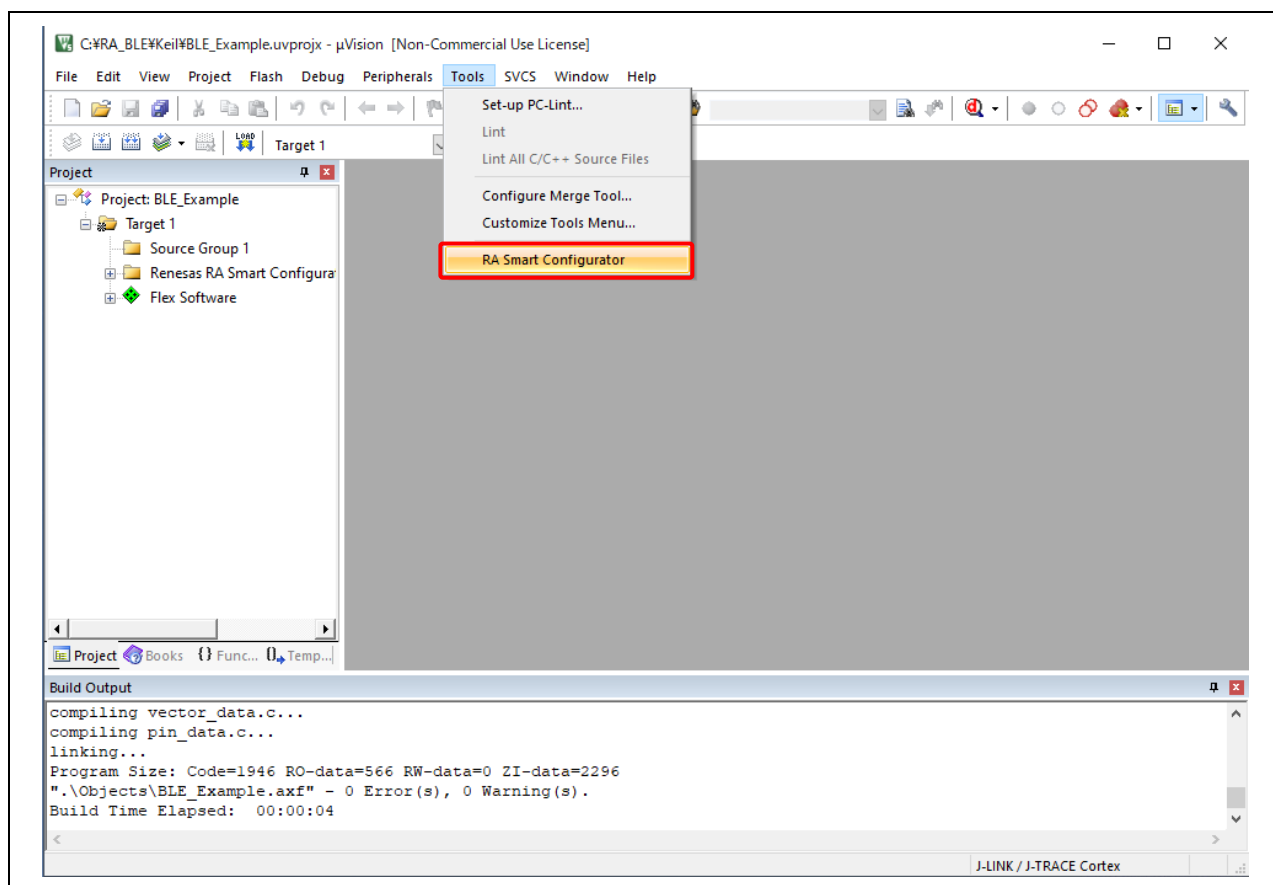 C:¥RA_BLE¥Keil¥BLE_Example.uvprojx - µVision [Non-Commercial Use License]
File Edit View Project Flash Debug Peripherals Tools SVCS Window Help
Set-up PC-Lint...
Lint
Lint All C/C++ Source Files
Configure Merge Tool...
Customize Tools Menu...
RA Smart Configurator
LOAD
Target 1
Project
Project: BLE_Example
Target 1
Source Group 1
Renesas RA Smart Configura
Flex Software
Project Books {} Func... Temp...
Build Output
compiling vector_data.c...
compiling pin_data.c...
linking...
Program Size: Code=1946 RO-data=566 RW-data=0 ZI-data=2296
".\Objects\BLE_Example.axf" - 0 Error(s), 0 Warning(s).
Build Time Elapsed:  00:00:04
J-LINK / J-TRACE Cortex